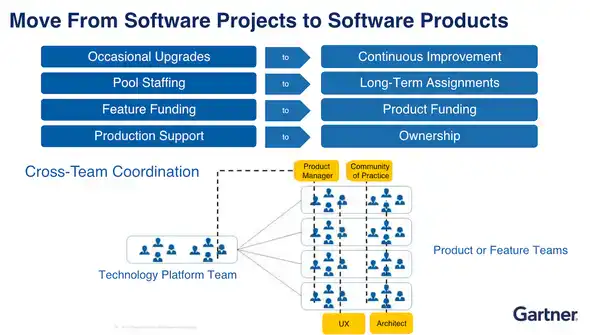 Move From Software Projects to Software Products
Occasional Upgrades to Continuous Improvement
Pool Staffing to Long-Term Assignments
Feature Funding to Product Funding
Production Support to Ownership
Cross-Team Coordination
Product
Manager
Community
of Practice
Product or Feature Teams
Technology Platform Team
UX
Architect
Gartner